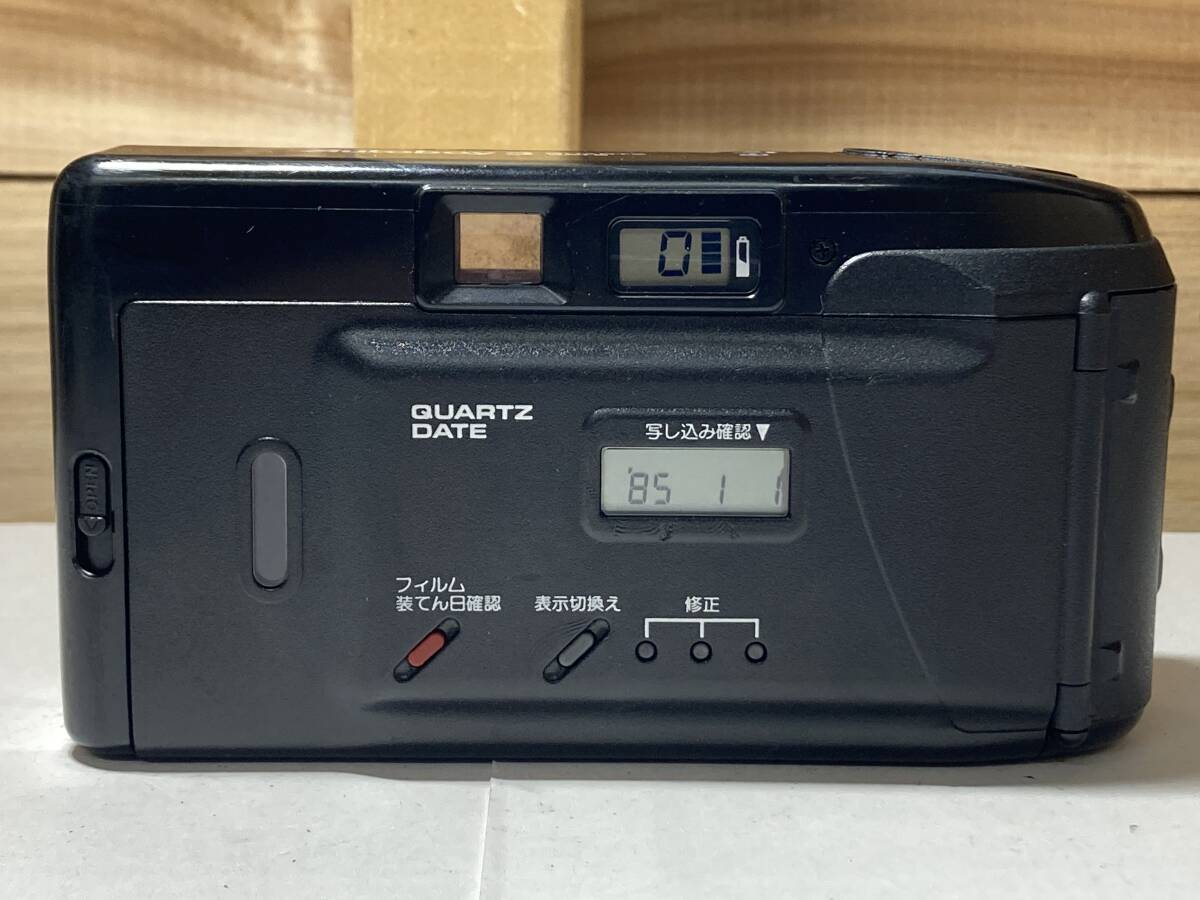 0
QUARTZ
DATE
写し込み確認▼
'85 1 1
OPEN
フィルム
装てん日確認
表示切換え
修正